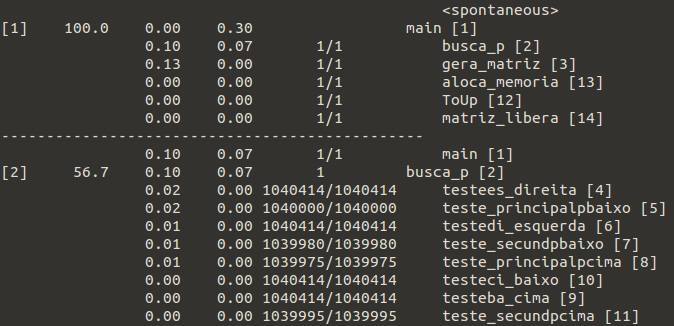 <spontaneous>
[1] 100.0 0.00 0.30 main [1]
0.10 0.07 1/1 busca_p [2]
0.13 0.00 1/1 gera_matriz [3]
0.00 0.00 1/1 aloca_memoria [13]
0.00 0.00 1/1 ToUp [12]
0.00 0.00 1/1 matriz_libera [14]
-----------------------------------------------
0.10 0.07 1/1 main [1]
[2] 56.7 0.10 0.07 1 busca_p [2]
0.02 0.00 1040414/1040414 testees_direita [4]
0.02 0.00 1040000/1040000 teste_principalpbaixo [5]
0.01 0.00 1040414/1040414 testedi_esquerda [6]
0.01 0.00 1039980/1039980 teste_secundpbaixo [7]
0.01 0.00 1039975/1039975 teste_principalpcima [8]
0.00 0.00 1040414/1040414 testeci_baixo [10]
0.00 0.00 1040414/1040414 testeba_cima [9]
0.00 0.00 1039995/1039995 teste_secundpcima [11]